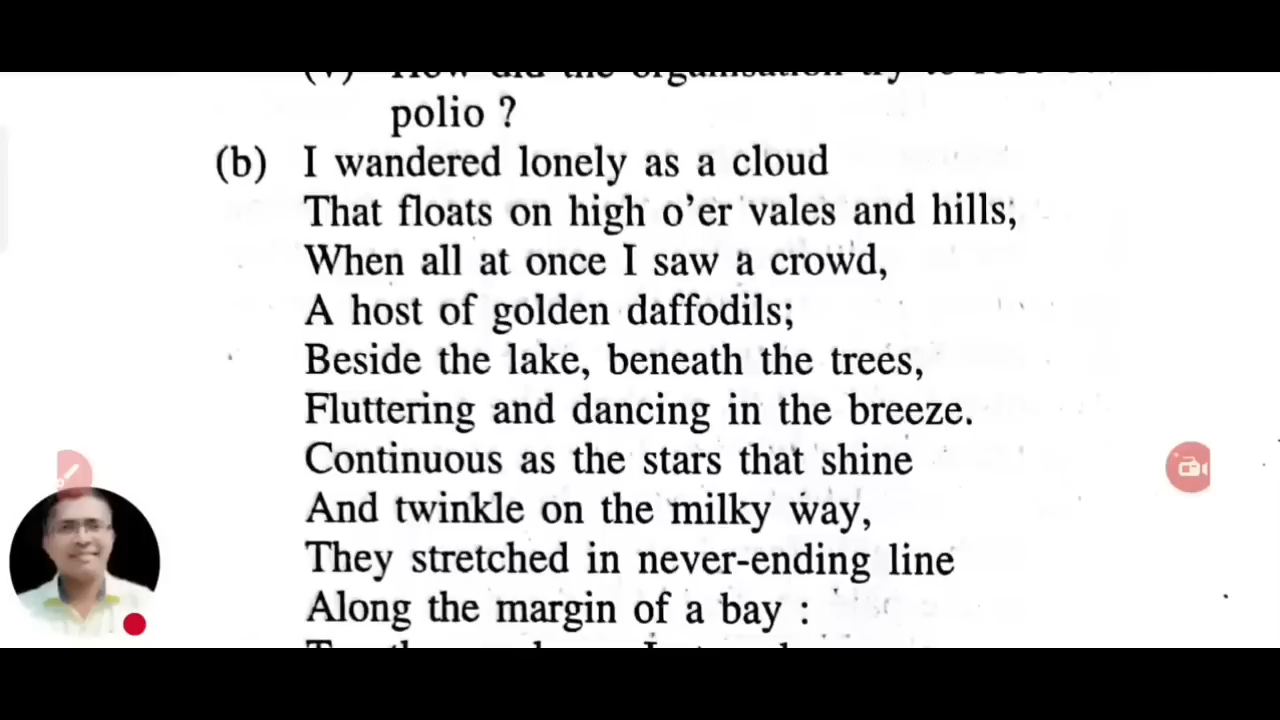 polio ?
(b) I wandered lonely as a cloud
That floats on high o'er vales and hills;
When all at once I saw a crowd,
A host of golden daffodils;
Beside the lake, beneath the trees,
Fluttering and dancing in the breeze.
Continuous as the stars that shine
And twinkle on the milky way,
They stretched in never-ending line
Along the margin of a bay :